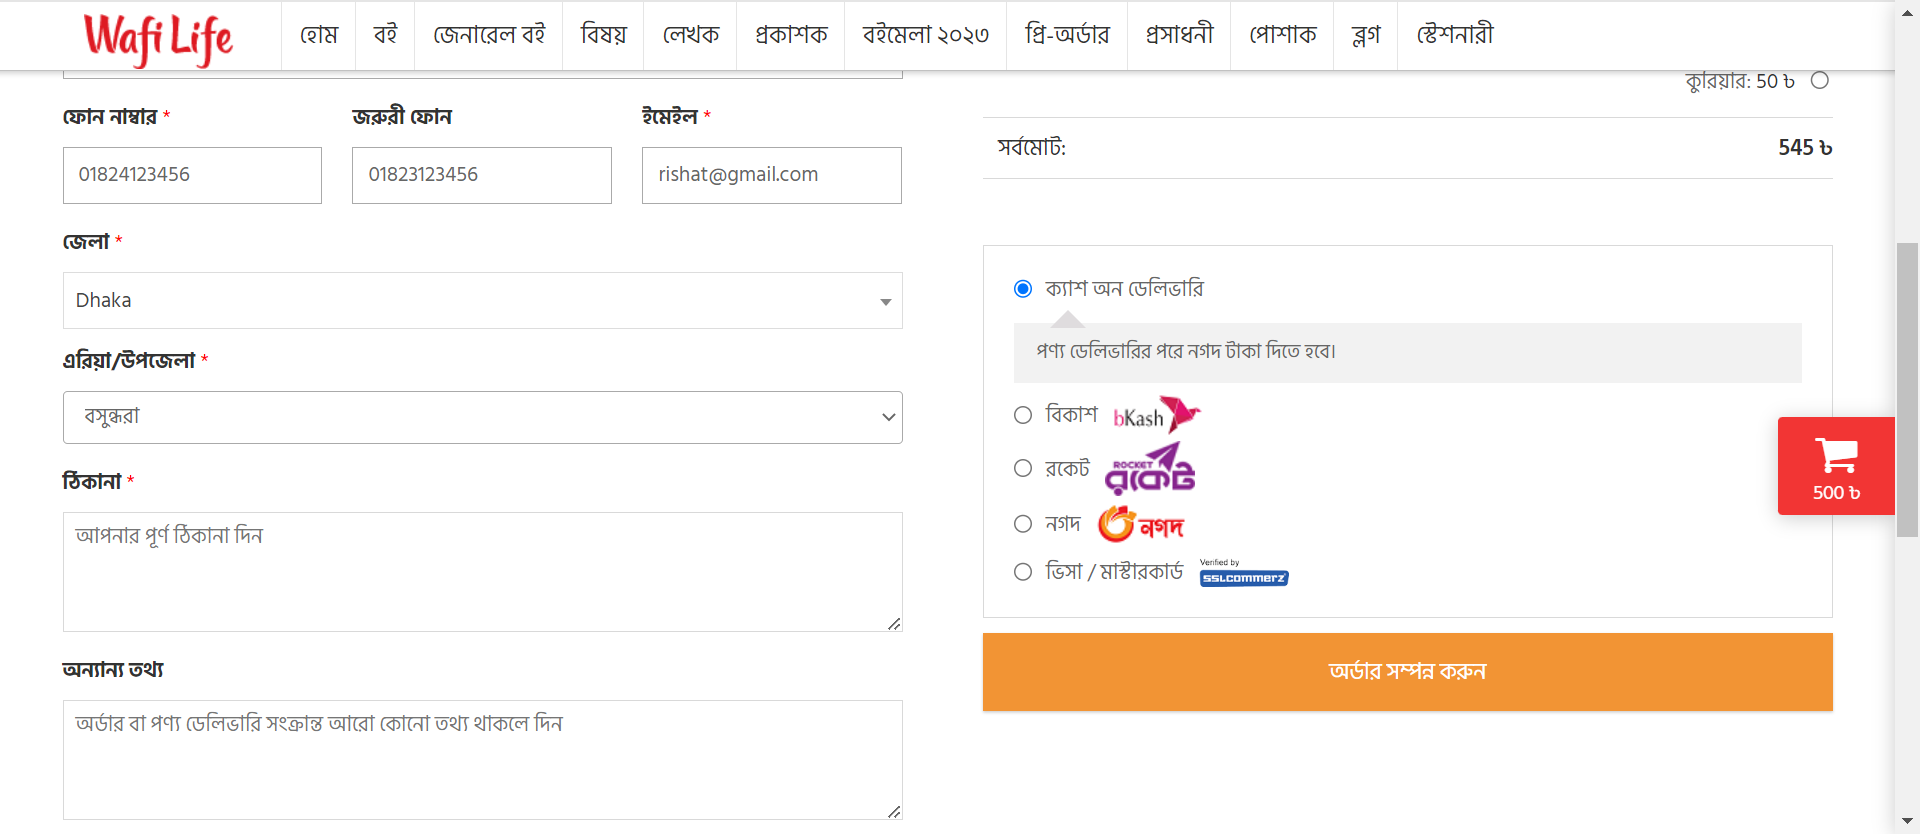 Wafi Life
হোম
বই
জেনারেল বই
বিষয়
লেখক
প্রকাশক
বইমেলা ২০২৩
প্রি-অর্ডার
প্রসাধনী
পোশাক
ব্লগ
স্টেশনারী
ফোন নাম্বার *
জরুরী ফোন
ইমেইল *
01824123456
01823123456
rishat@gmail.com
জেলা *
Dhaka
এরিয়া/উপজেলা *
বসুন্ধরা
ঠিকানা *
আপনার পূর্ণ ঠিকানা দিন
অন্যান্য তথ্য
অর্ডার বা পণ্য ডেলিভারি সংক্রান্ত আরো কোনো তথ্য থাকলে দিন
কুরিয়ার: 50 ৳
সর্বমোট: 545 ৳
ক্যাশ অন ডেলিভারি
পণ্য ডেলিভারির পরে নগদ টাকা দিতে হবে।
বিকাশ bKash
রকেট ROCKET রকেট
নগদ নগদ
ভিসা / মাস্টারকার্ড Verified by SSLCOMMERZ
অর্ডার সম্পন্ন করুন
500 ৳